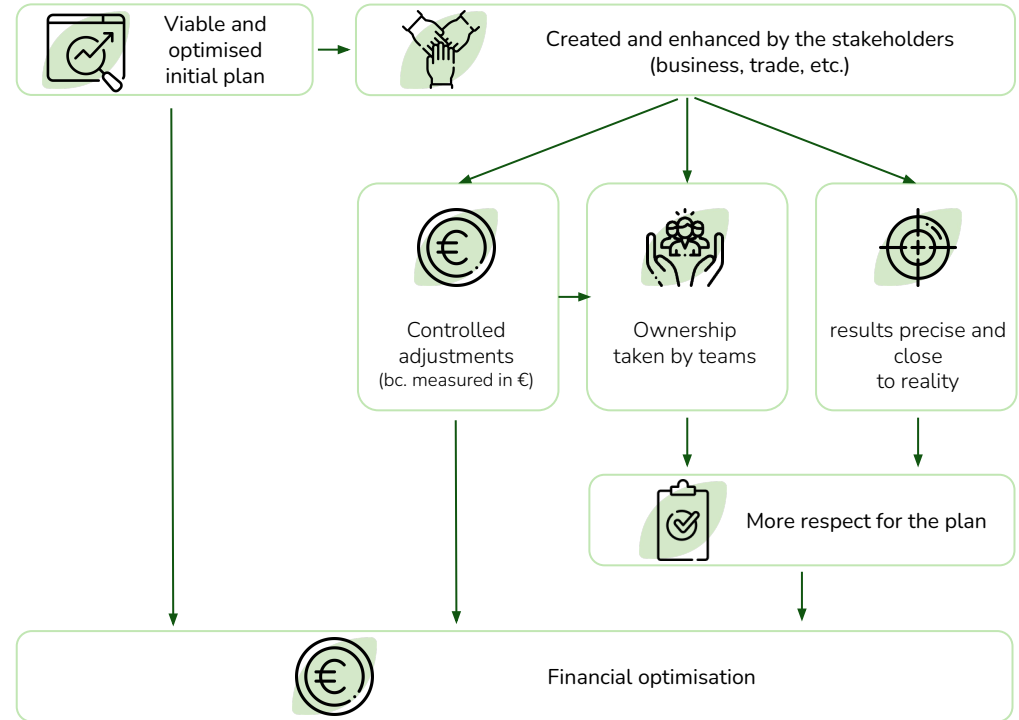 Viable and
optimised
initial plan
Created and enhanced by the stakeholders
(business, trade, etc.)
Controlled
adjustments
(bc. measured in €)
Ownership
taken by teams
results precise and
close
to reality
More respect for the plan
Financial optimisation